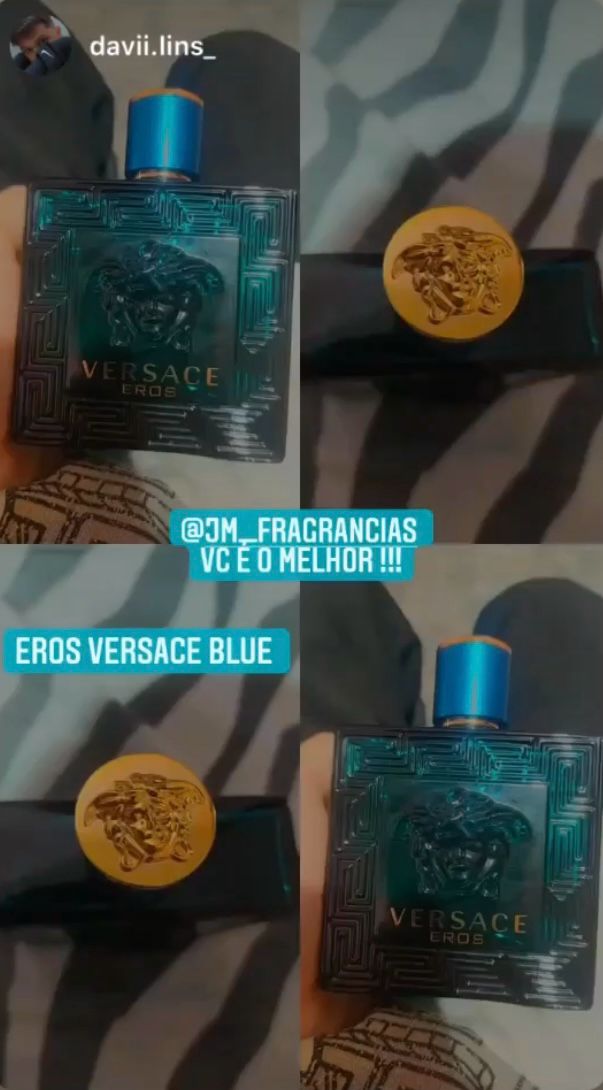 davii.lins_
VERSACE
EROS
@JM_FRAGRANCIAS
VC É O MELHOR !!!
EROS VERSACE BLUE
VERSACE
EROS